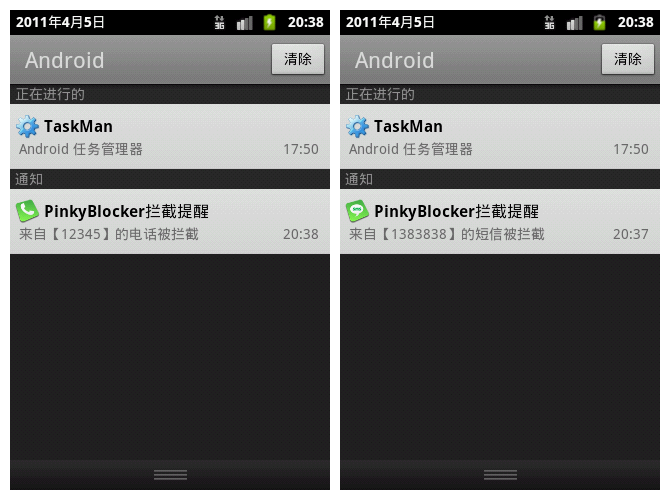 2011年4月5日 3G 20:38
Android 清除
正在进行的
TaskMan
Android 任务管理器 17:50
通知
PinkyBlocker拦截提醒
来自【12345】的电话被拦截 20:38
2011年4月5日 3G 20:38
Android 清除
正在进行的
TaskMan
Android 任务管理器 17:50
通知
PinkyBlocker拦截提醒
来自【1383838】的短信被拦截 20:37